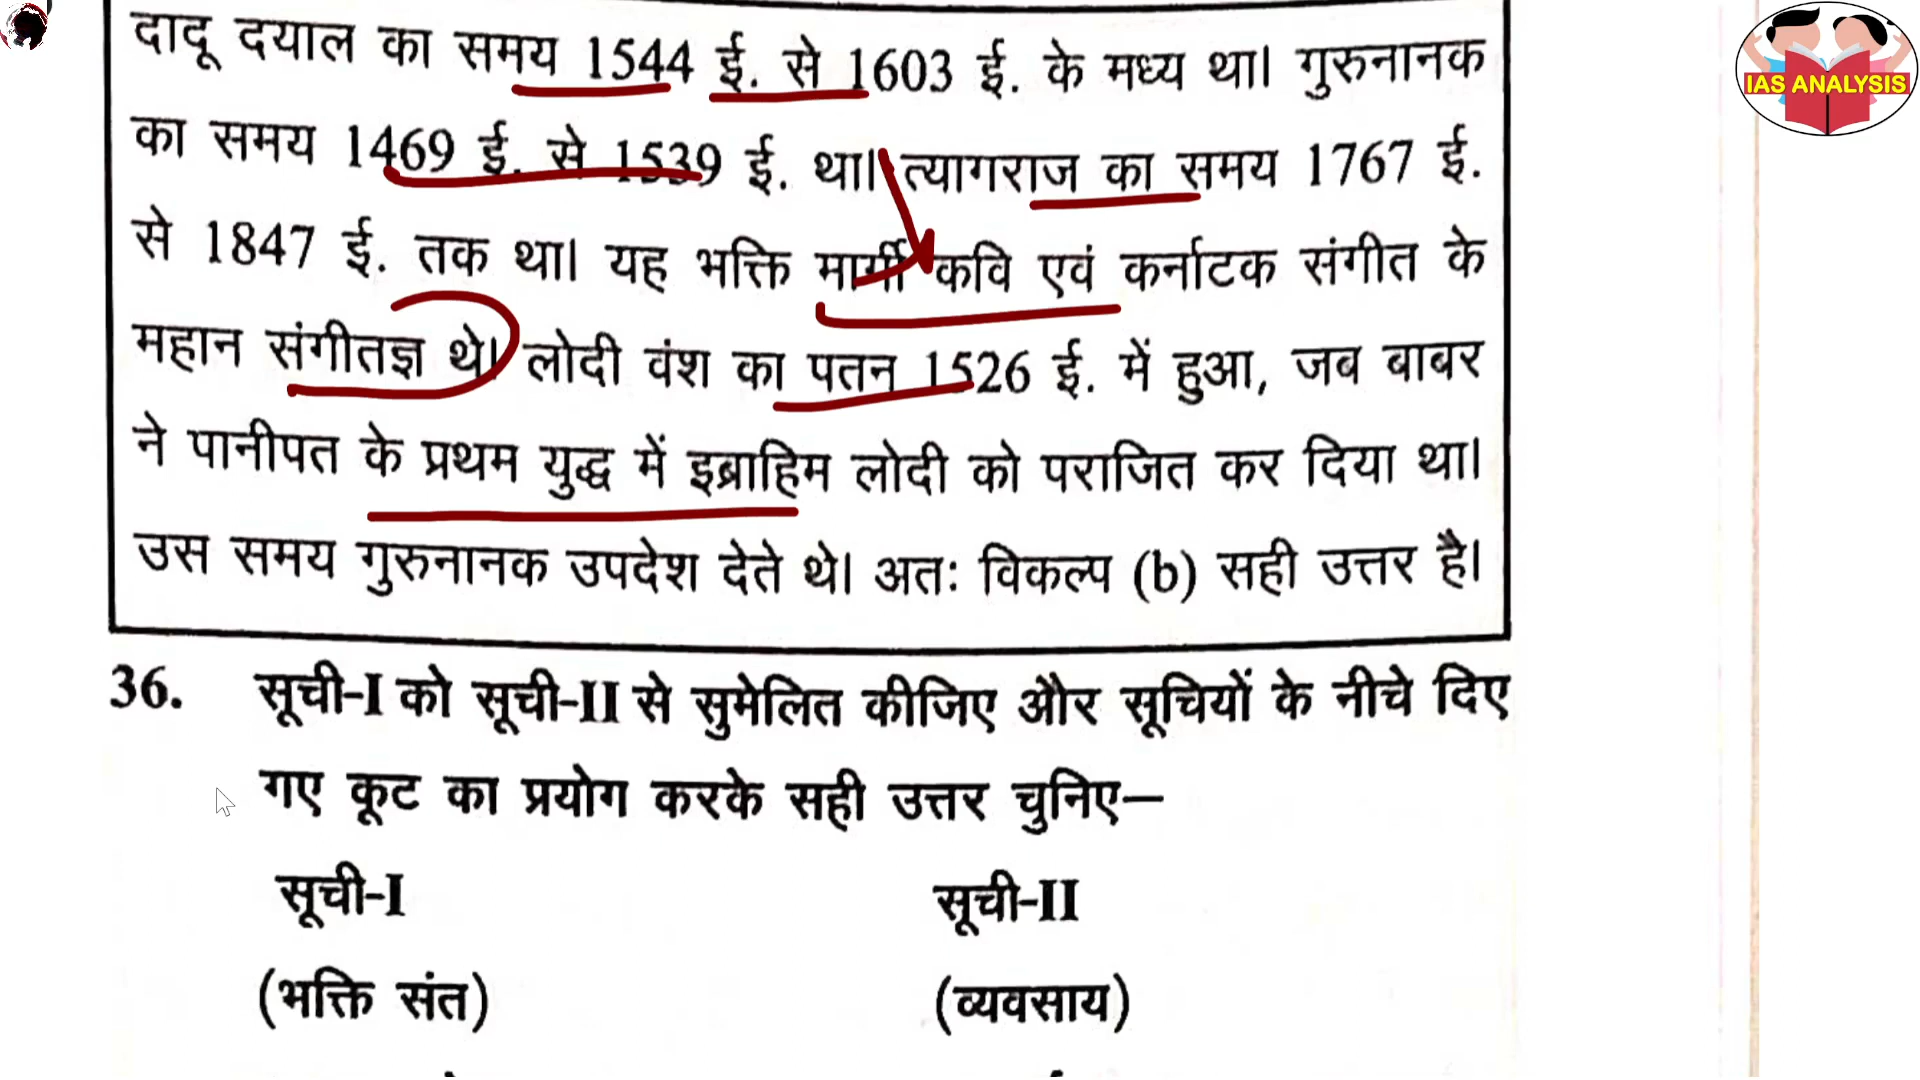 दादू दयाल का समय 1544 ई. से 1603 ई. के मध्य था। गुरुनानक
का समय 1469 ई. से 1539 ई. था। त्यागराज का समय 1767 ई.
से 1847 ई. तक था। यह भक्ति मार्गी कवि एवं कर्नाटक संगीत के
महान संगीतज्ञ थे। लोदी वंश का पतन 1526 ई. में हुआ, जब बाबर
ने पानीपत के प्रथम युद्ध में इब्राहिम लोदी को पराजित कर दिया था।
उस समय गुरुनानक उपदेश देते थे। अतः विकल्प (b) सही उत्तर है।
36. सूची-I को सूची-II से सुमेलित कीजिए और सूचियों के नीचे दिए
गए कूट का प्रयोग करके सही उत्तर चुनिए–
सूची-I सूची-II
(भक्ति संत) (व्यवसाय)
IAS ANALYSIS